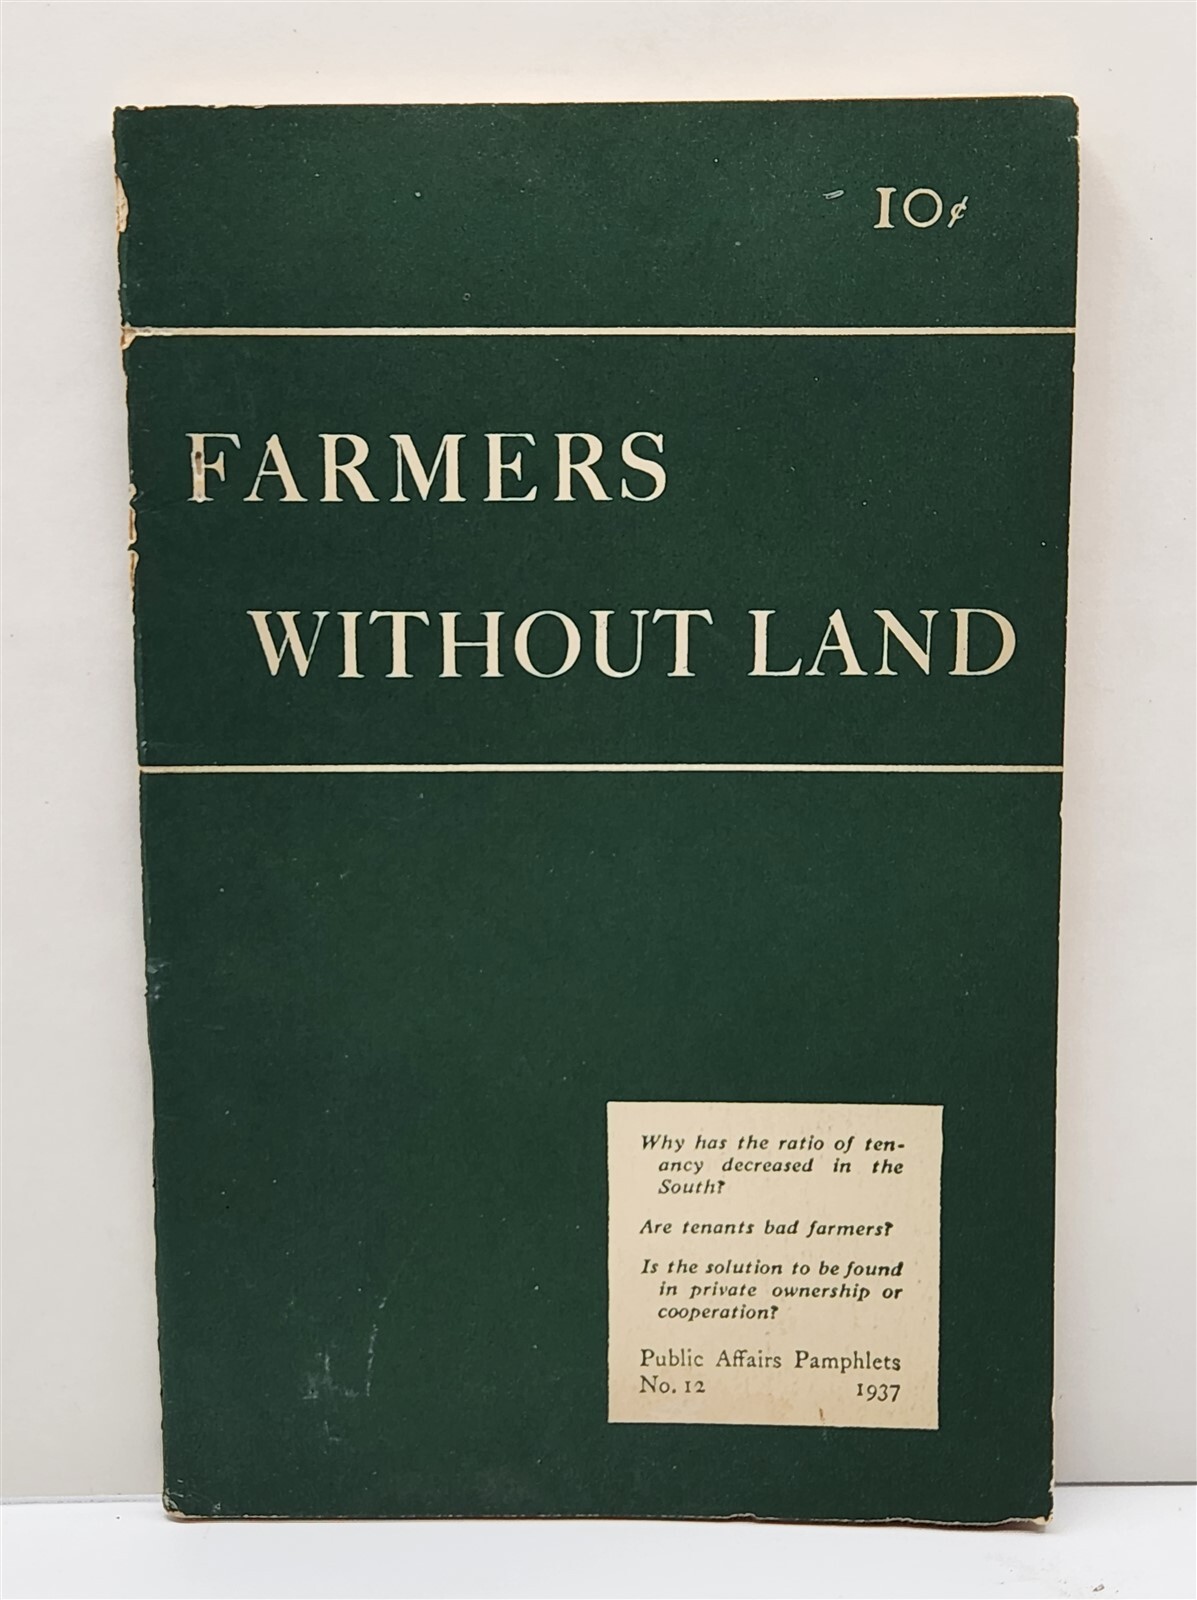 10¢
FARMERS
WITHOUT LAND
Why has the ratio of ten-
ancy decreased in the
South?
Are tenants bad farmers?
Is the solution to be found
in private ownership or
cooperation?
Public Affairs Pamphlets
No. 12 1937